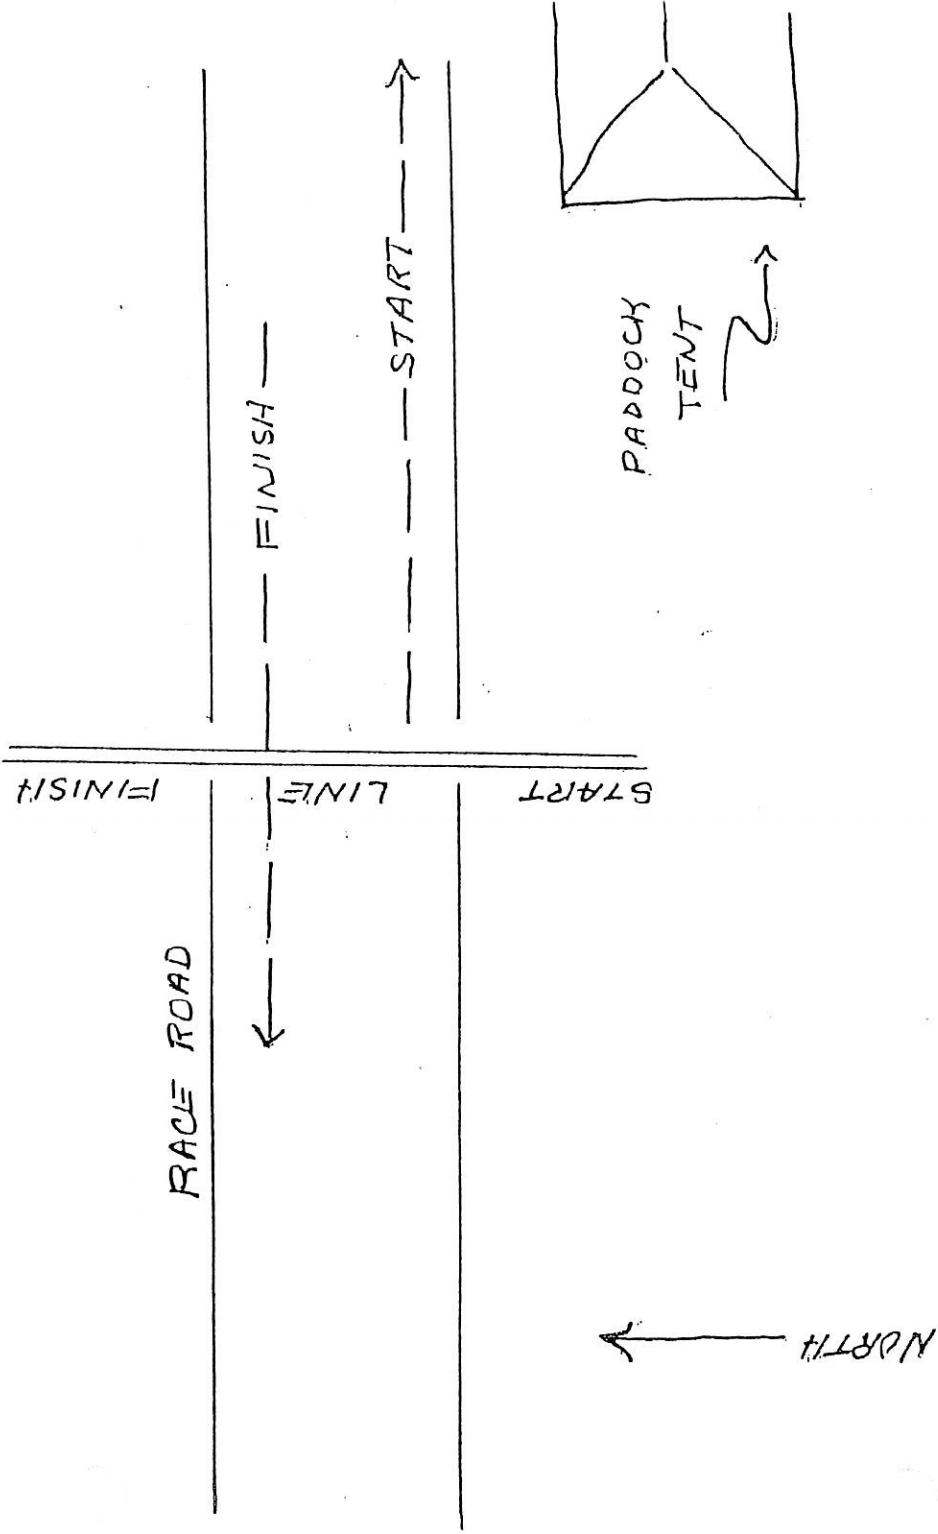 RACE ROAD
FINISH
START
PADDOCK
TENT
START
LINE
FINISH
NORTH